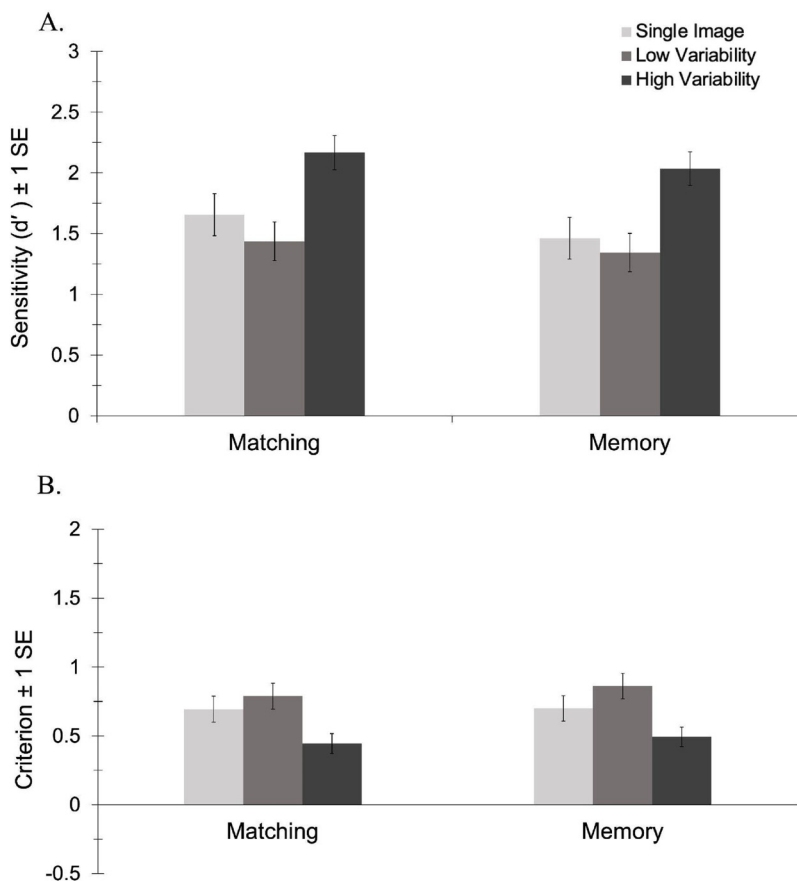 A.
Single Image
Low Variability
High Variability
Sensitivity (d′) ± 1 SE
3
2.5
2
1.5
1
0.5
0
Matching
Memory
B.
Criterion ± 1 SE
2
1.5
1
0.5
0
-0.5
Matching
Memory